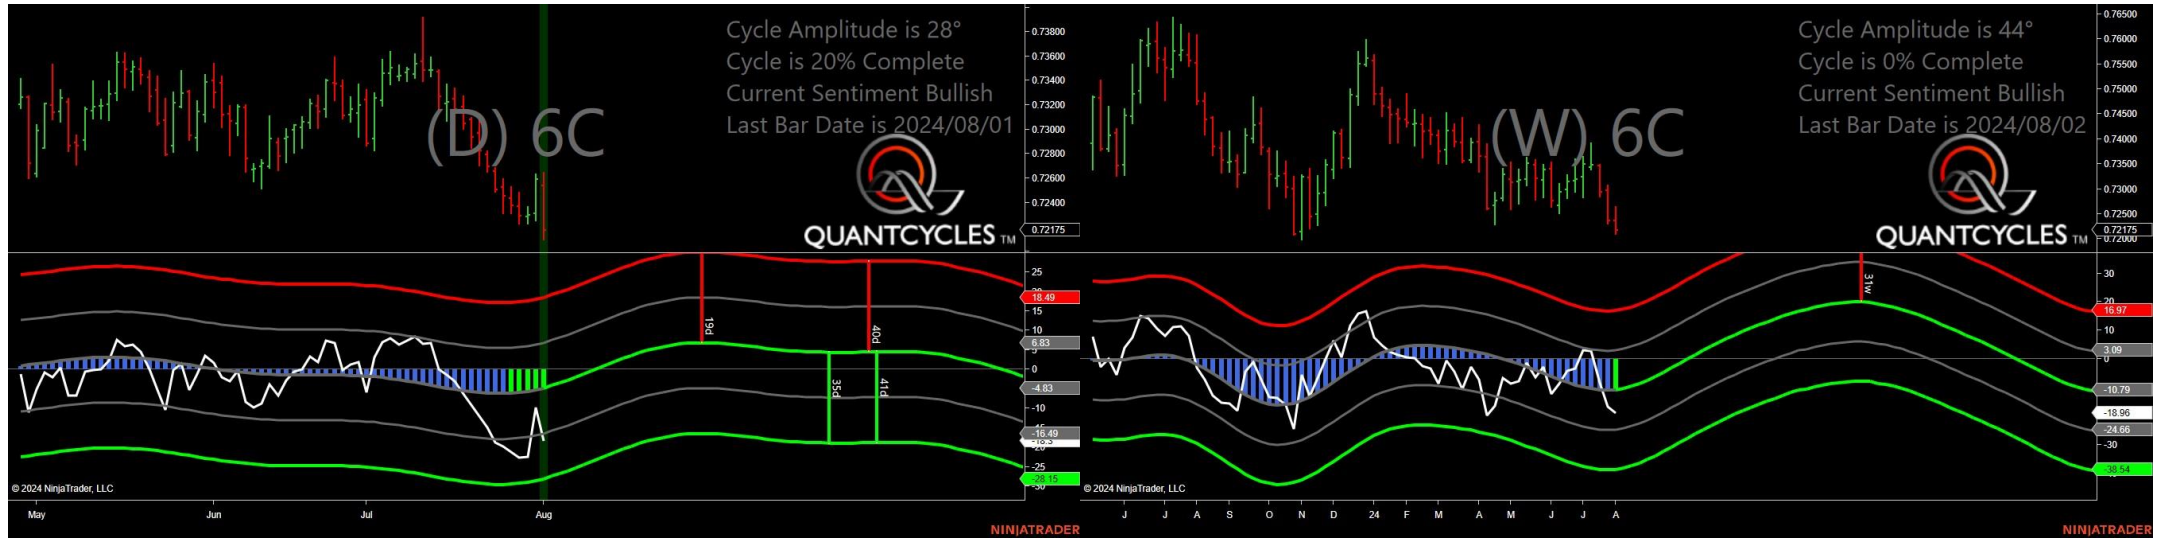 Cycle Amplitude is 28°
Cycle is 20% Complete
Current Sentiment Bullish
Last Bar Date is 2024/08/01
(D) 6C
QUANTCYCLES TM
0.73800
0.73600
0.73400
0.73200
0.73000
0.72800
0.72600
0.72400
0.72175
25
18.49
15
10
6.83
0
-4.83
-10
-16.49
-25
-28.15
19d
40d
35d
41d
© 2024 NinjaTrader, LLC
May Jun Jul Aug
NINJATRADER
Cycle Amplitude is 44°
Cycle is 0% Complete
Current Sentiment Bullish
Last Bar Date is 2024/08/02
(W) 6C
QUANTCYCLES TM
0.76500
0.76000
0.75500
0.75000
0.74500
0.74000
0.73500
0.73000
0.72500
0.72175
0.72000
30
20
16.97
10
3.09
0
-10.79
-18.96
-24.66
-30
-38.54
31w
© 2024 NinjaTrader, LLC
J J A S O N D 24 F M A M J J A
NINJATRADER